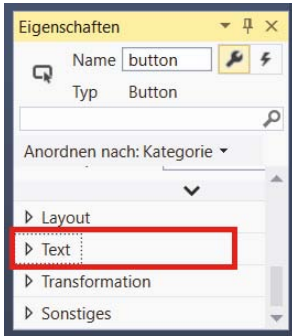 Eigenschaften
Name button
Typ Button
Anordnen nach: Kategorie
Layout
Text
Transformation
Sonstiges